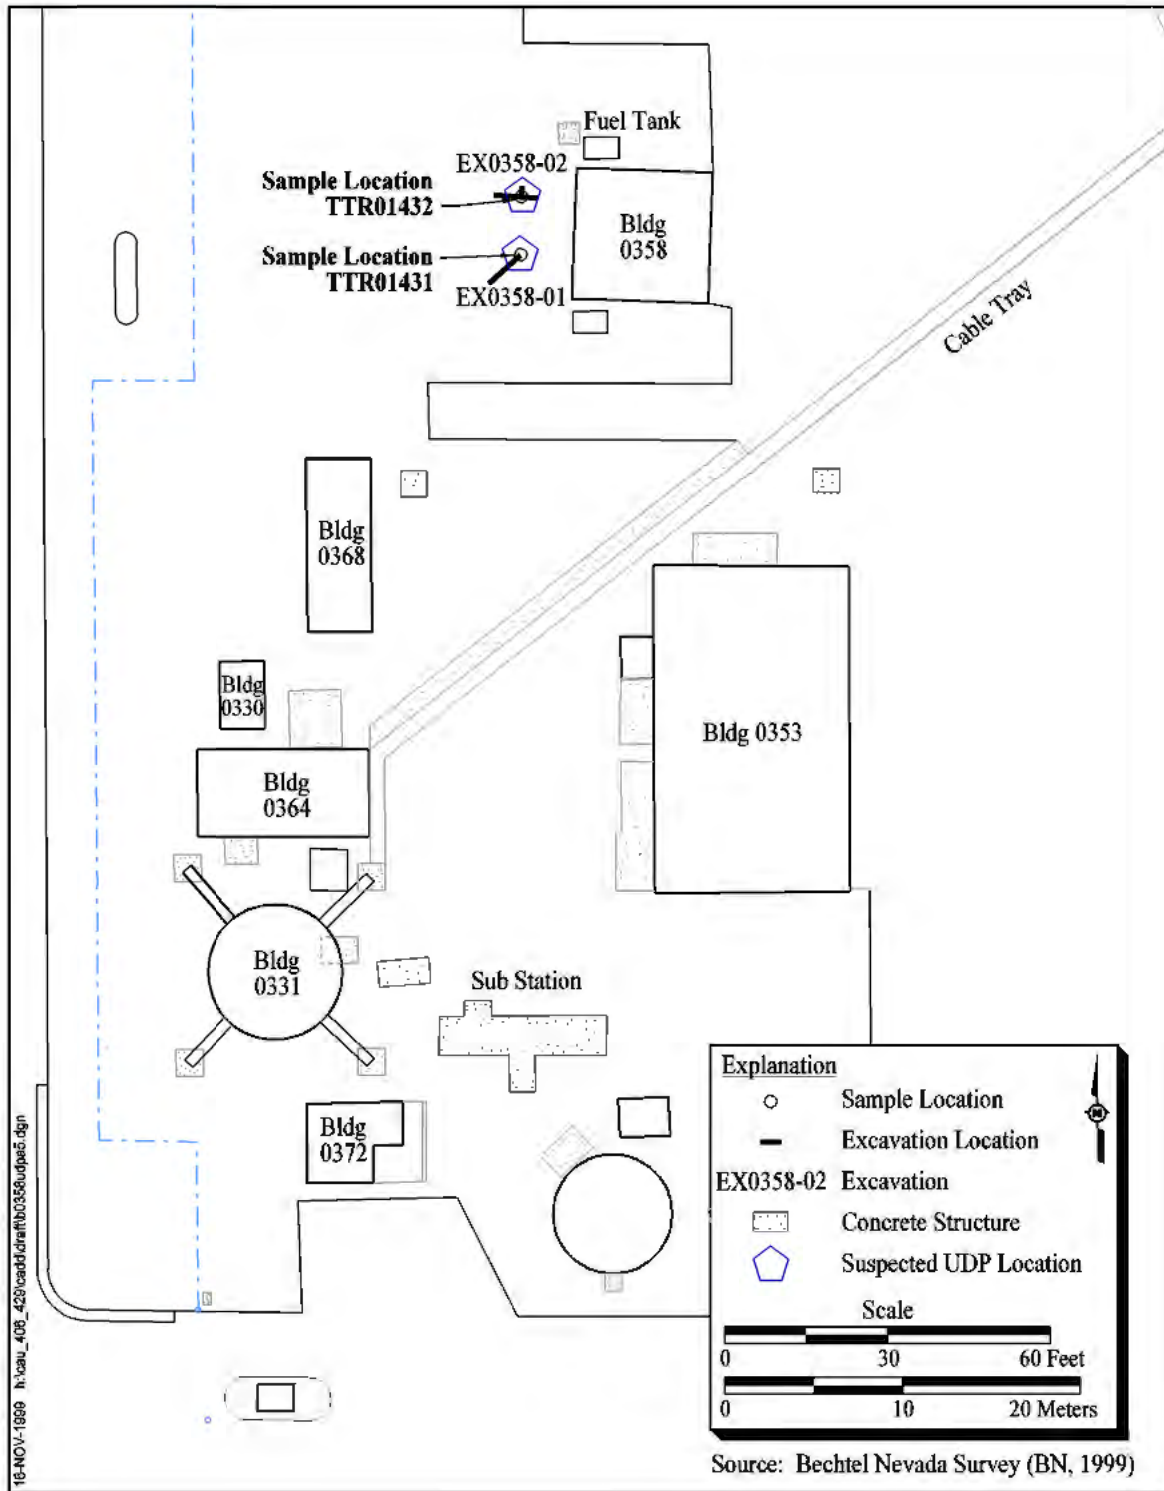 Fuel Tank
EX0358-02
Sample Location
TTR01432
Bldg
0358
Sample Location
TTR01431
EX0358-01
Cable Tray
Bldg
0368
Bldg
0330
Bldg 0353
Bldg
0364
Bldg
0331
Sub Station
Bldg
0372
Explanation
Sample Location
Excavation Location
EX0358-02 Excavation
Concrete Structure
Suspected UDP Location
N
Scale
0 30 60 Feet
0 10 20 Meters
Source: Bechtel Nevada Survey (BN, 1999)
16-NOV-1999 h:\cau_406_429\cadd\draft\b0358udpa5.dgn